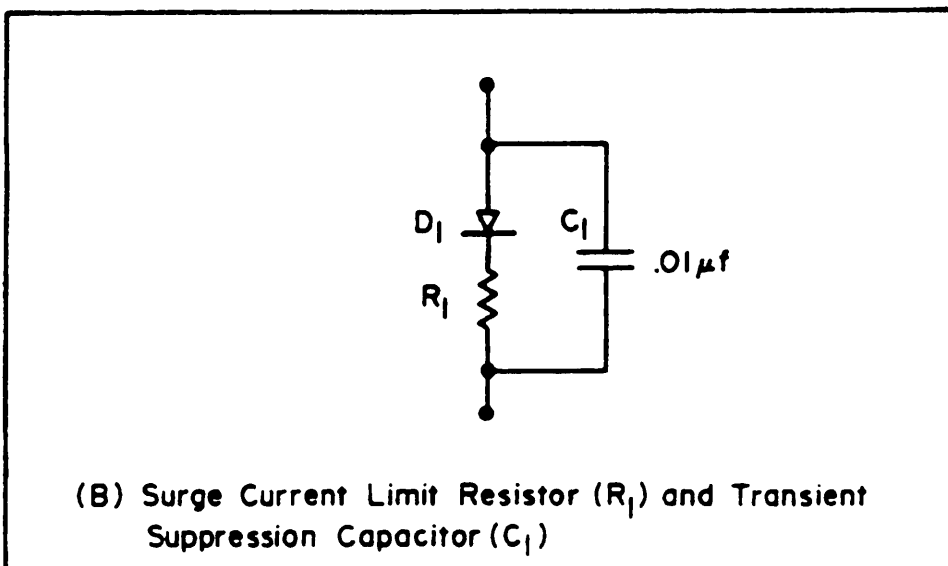 D₁
C₁
.01μf
R₁
(B) Surge Current Limit Resistor (R₁) and Transient
Suppression Capacitor (C₁)